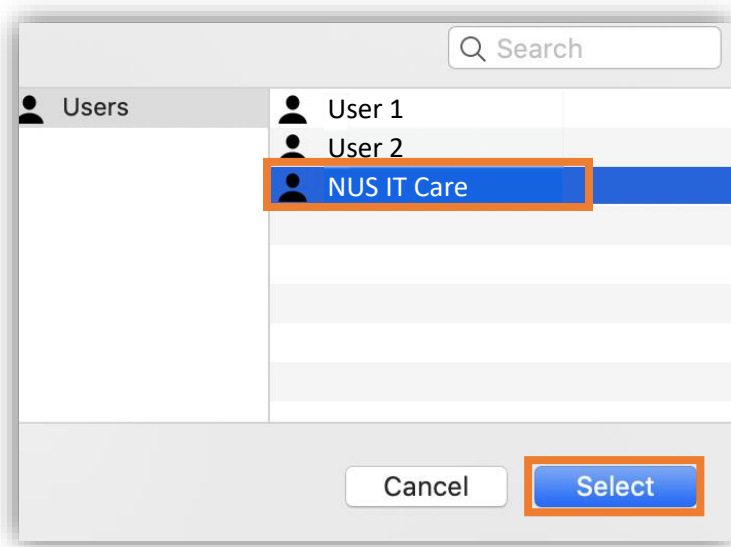 Search
Users
User 1
User 2
NUS IT Care
Cancel
Select